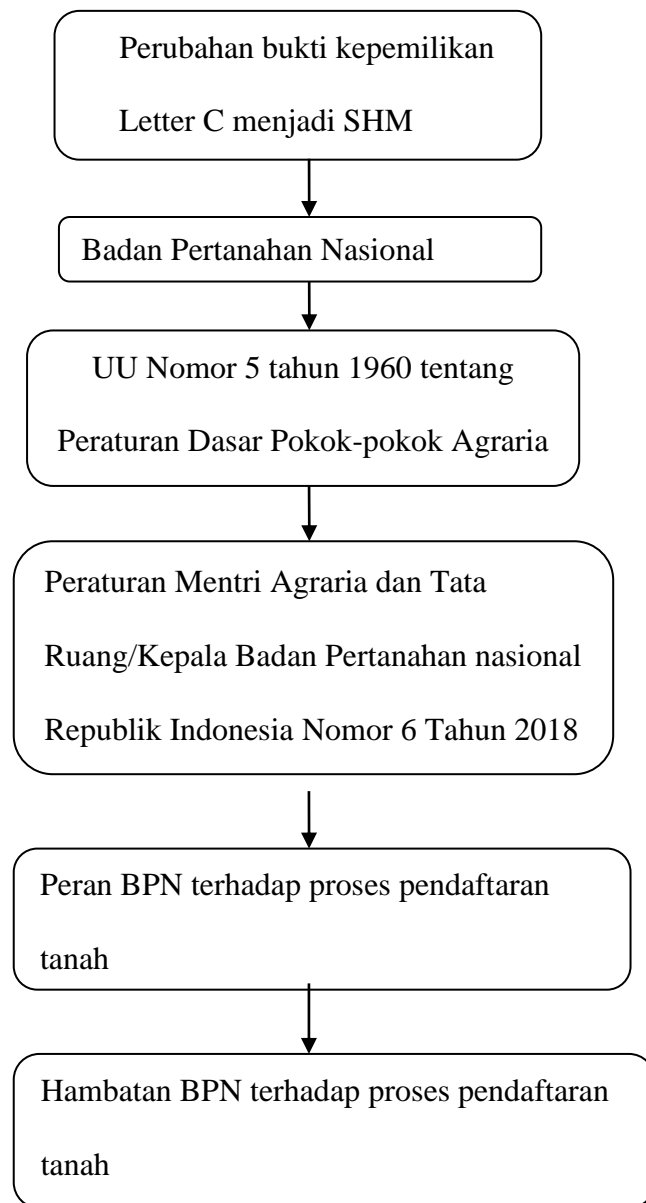 Perubahan bukti kepemilikan
Letter C menjadi SHM
Badan Pertanahan Nasional
UU Nomor 5 tahun 1960 tentang
Peraturan Dasar Pokok-pokok Agraria
Peraturan Mentri Agraria dan Tata
Ruang/Kepala Badan Pertanahan nasional
Republik Indonesia Nomor 6 Tahun 2018
Peran BPN terhadap proses pendaftaran
tanah
Hambatan BPN terhadap proses pendaftaran
tanah